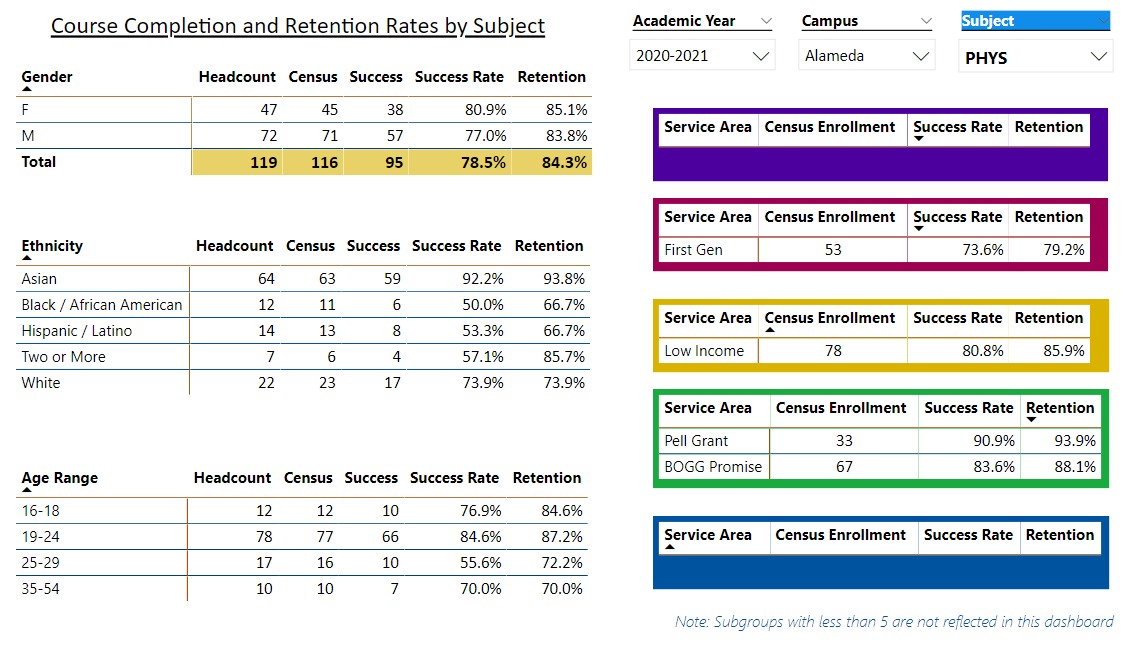 Course Completion and Retention Rates by Subject
Academic Year
Campus
Subject
2020-2021
Alameda
PHYS
Gender Headcount Census Success Success Rate Retention
F 47 45 38 80.9% 85.1%
M 72 71 57 77.0% 83.8%
Total 119 116 95 78.5% 84.3%
Ethnicity Headcount Census Success Success Rate Retention
Asian 64 63 59 92.2% 93.8%
Black / African American 12 11 6 50.0% 66.7%
Hispanic / Latino 14 13 8 53.3% 66.7%
Two or More 7 6 4 57.1% 85.7%
White 22 23 17 73.9% 73.9%
Age Range Headcount Census Success Success Rate Retention
16-18 12 12 10 76.9% 84.6%
19-24 78 77 66 84.6% 87.2%
25-29 17 16 10 55.6% 72.2%
35-54 10 10 7 70.0% 70.0%
Service Area Census Enrollment Success Rate Retention
Service Area Census Enrollment Success Rate Retention
First Gen 53 73.6% 79.2%
Service Area Census Enrollment Success Rate Retention
Low Income 78 80.8% 85.9%
Service Area Census Enrollment Success Rate Retention
Pell Grant 33 90.9% 93.9%
BOGG Promise 67 83.6% 88.1%
Service Area Census Enrollment Success Rate Retention
Note: Subgroups with less than 5 are not reflected in this dashboard